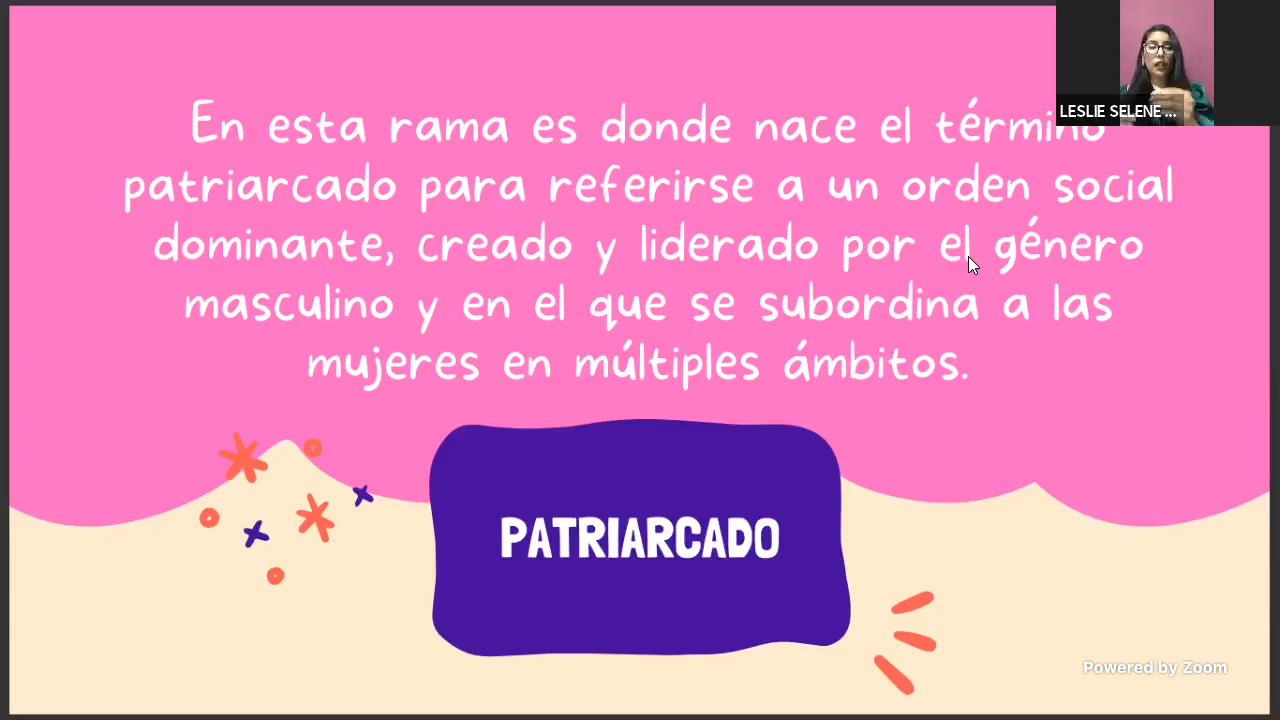 LESLIE SELENE ...
En esta rama es donde nace el término
patriarcado para referirse a un orden social
dominante, creado y liderado por el género
masculino y en el que se subordina a las
mujeres en múltiples ámbitos.
PATRIARCADO
Powered by Zoom